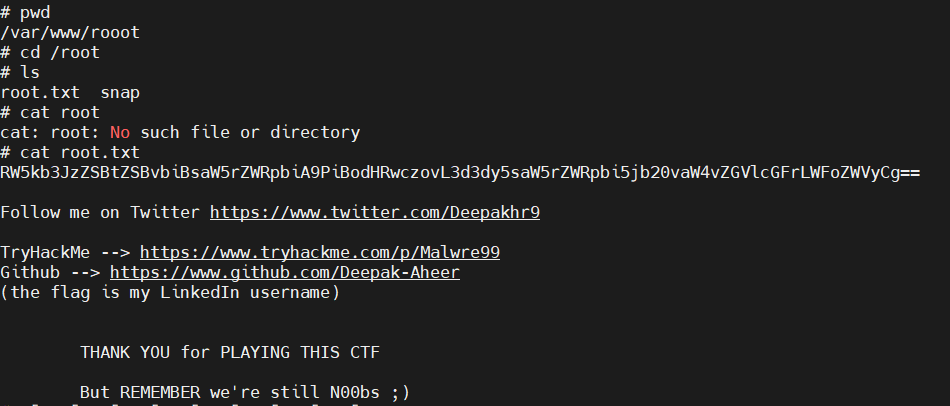 # pwd
/var/www/rooot
# cd /root
# ls
root.txt  snap
# cat root
cat: root: No such file or directory
# cat root.txt
RW5kb3JzZSBtZSBvbiBsaW5rZWRpbiA9PiBodHRwczovL3d3dy5saW5rZWRpbi5jb20vaW4vZGVlcGFrLWFoZWVyCg==
Follow me on Twitter https://www.twitter.com/Deepakhr9
TryHackMe --> https://www.tryhackme.com/p/Malwre99
Github --> https://www.github.com/Deepak-Aheer
(the flag is my LinkedIn username)
THANK YOU for PLAYING THIS CTF
But REMEMBER we're still N00bs ;)